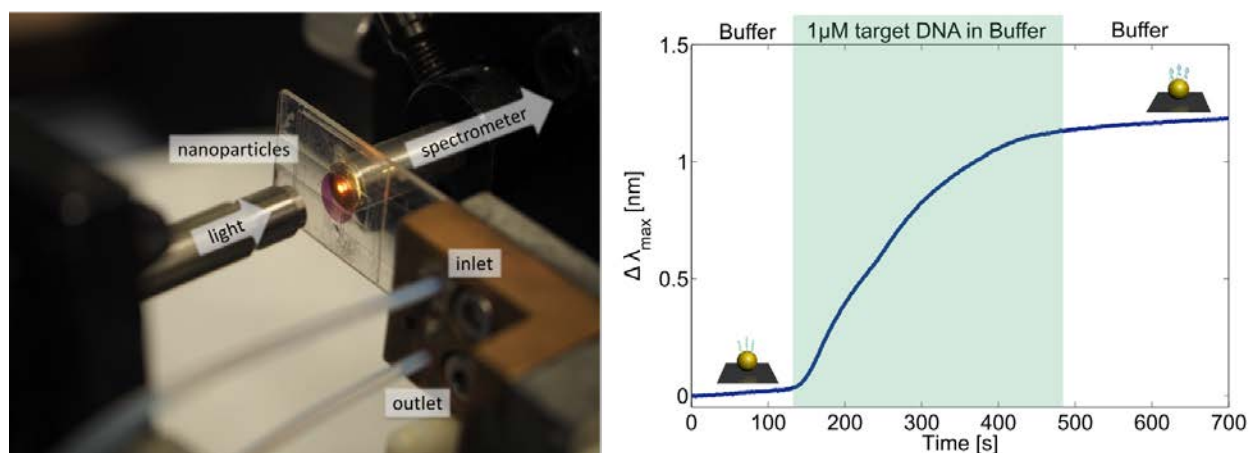 nanoparticles
spectrometer
light
inlet
outlet
Buffer
1µM target DNA in Buffer
Buffer
1.5
1
0.5
0
Δ λmax [nm]
0
100
200
300
400
500
600
700
Time [s]